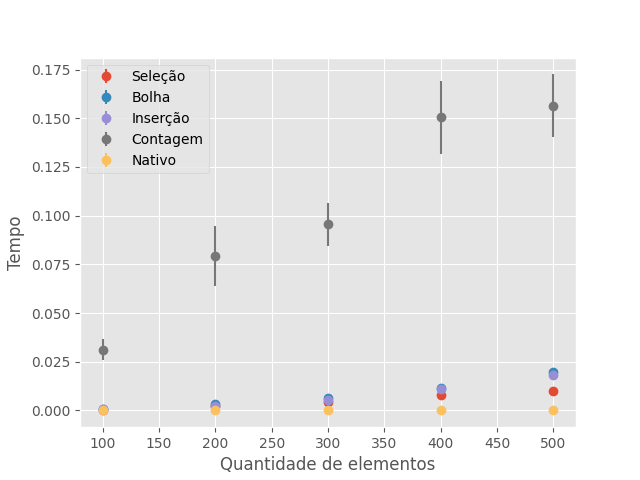 0.175
0.150
0.125
0.100
0.075
0.050
0.025
0.000
Tempo
Seleção
Bolha
Inserção
Contagem
Nativo
100 150 200 250 300 350 400 450 500
Quantidade de elementos